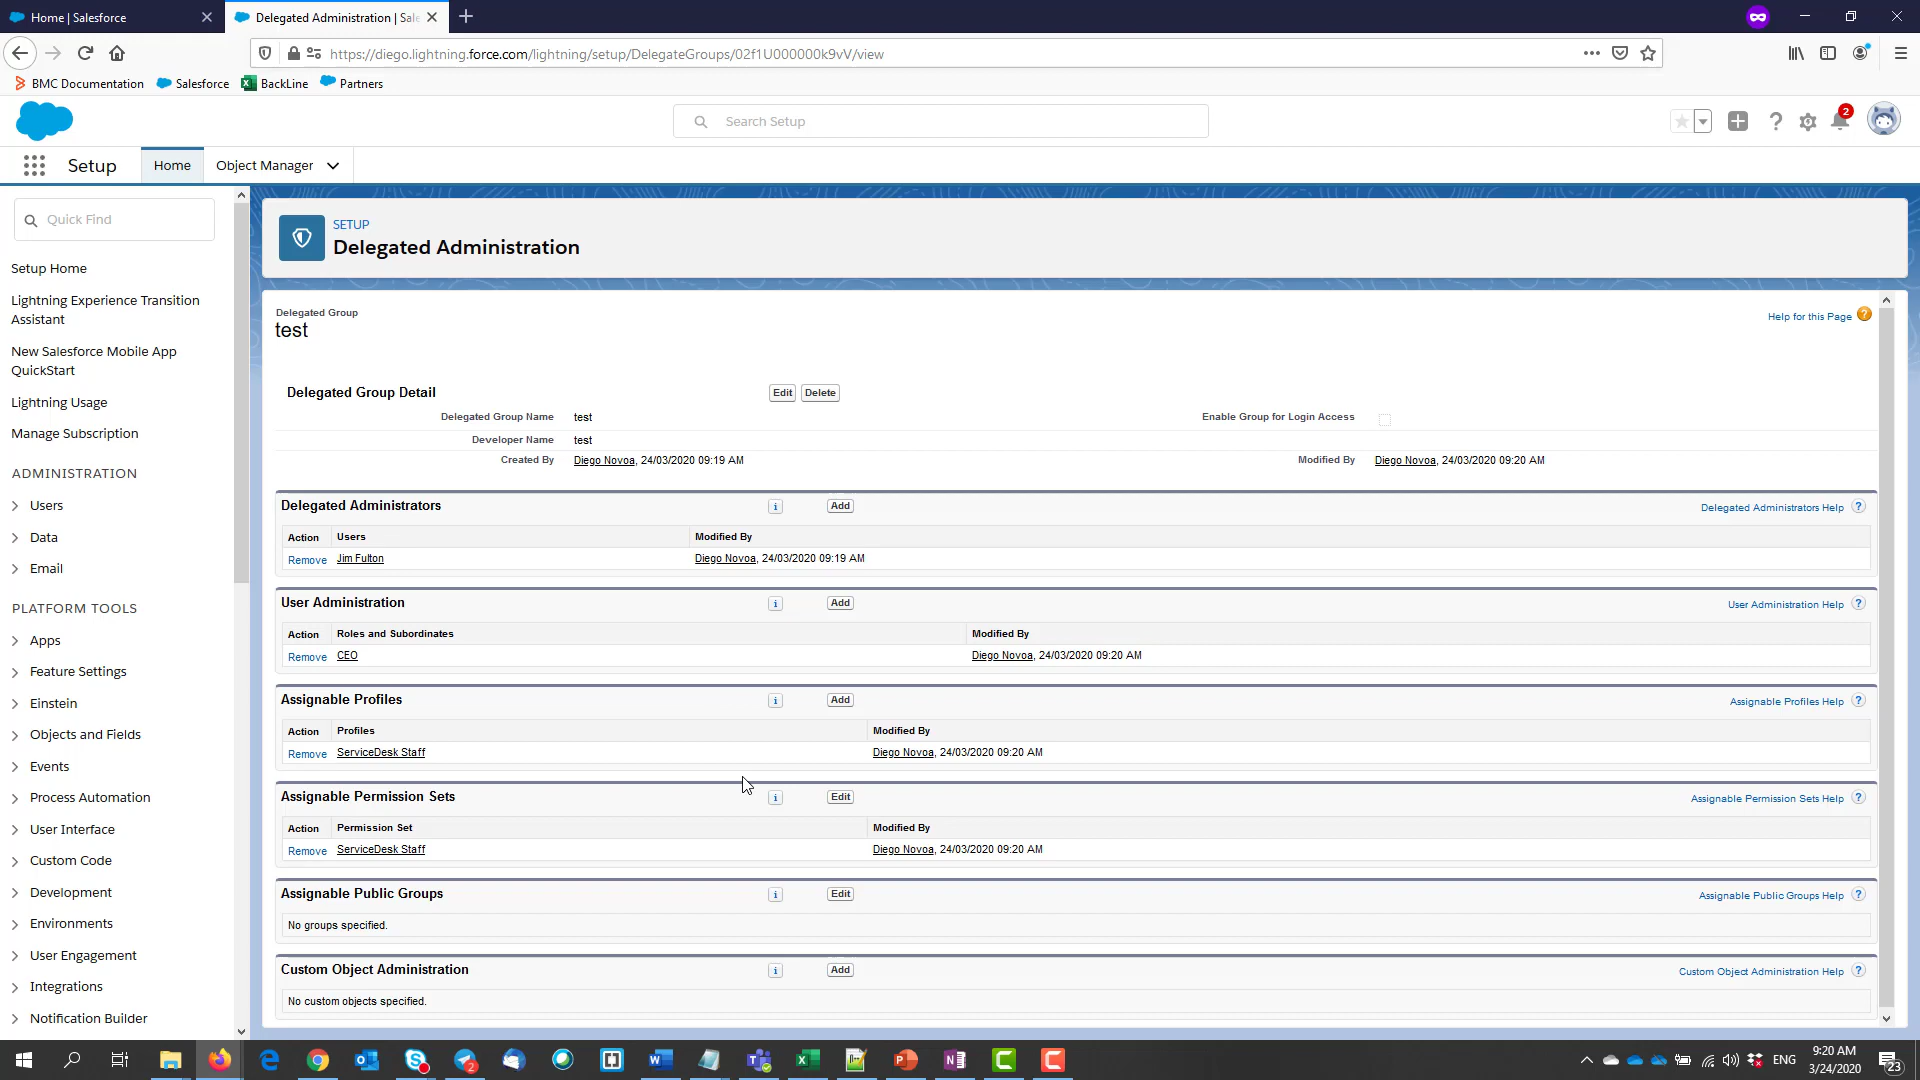 Home | Salesforce
Delegated Administration | Sale
https://diego.lightning.force.com/lightning/setup/DelegateGroups/02f1U000000k9vV/view
BMC Documentation Salesforce BackLine Partners
Search Setup
2
Setup Home Object Manager
Quick Find
Setup Home
Lightning Experience Transition
Assistant
New Salesforce Mobile App
QuickStart
Lightning Usage
Manage Subscription
ADMINISTRATION
Users
Data
Email
PLATFORM TOOLS
Apps
Feature Settings
Einstein
Objects and Fields
Events
Process Automation
User Interface
Custom Code
Development
Environments
User Engagement
Integrations
Notification Builder
SETUP
Delegated Administration
Delegated Group
test
Help for this Page ?
Delegated Group Detail Edit Delete
Delegated Group Name test Enable Group for Login Access
Developer Name test
Created By Diego Novoa, 24/03/2020 09:19 AM Modified By Diego Novoa, 24/03/2020 09:20 AM
Delegated Administrators i Add Delegated Administrators Help ?
Action Users Modified By
Remove Jim Fulton Diego Novoa, 24/03/2020 09:19 AM
User Administration i Add User Administration Help ?
Action Roles and Subordinates Modified By
Remove CEO Diego Novoa, 24/03/2020 09:20 AM
Assignable Profiles i Add Assignable Profiles Help ?
Action Profiles Modified By
Remove ServiceDesk Staff Diego Novoa, 24/03/2020 09:20 AM
Assignable Permission Sets i Edit Assignable Permission Sets Help ?
Action Permission Set Modified By
Remove ServiceDesk Staff Diego Novoa, 24/03/2020 09:20 AM
Assignable Public Groups i Edit Assignable Public Groups Help ?
No groups specified.
Custom Object Administration i Add Custom Object Administration Help ?
No custom objects specified.
ENG
9:20 AM
3/24/2020
23